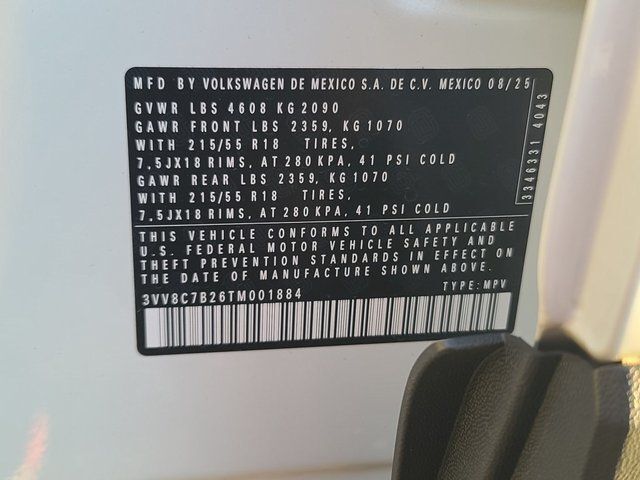 MFD BY VOLKSWAGEN DE MEXICO S.A. DE C.V. MEXICO 08/25
GVWR LBS 4608 KG 2090
GAWR FRONT LBS 2359, KG 1070
WITH 215/55 R18 TIRES,
7,5JX18 RIMS, AT 280 KPA, 41 PSI COLD
GAWR REAR LBS 2359, KG 1070
WITH 215/55 R18 TIRES,
7,5JX18 RIMS, AT 280 KPA, 41 PSI COLD
3346331 4043
THIS VEHICLE CONFORMS TO ALL APPLICABLE
U.S. FEDERAL MOTOR VEHICLE SAFETY AND
THEFT PREVENTION STANDARDS IN EFFECT ON
THE DATE OF MANUFACTURE SHOWN ABOVE.
3VV8C7B26TM001884 TYPE: MPV